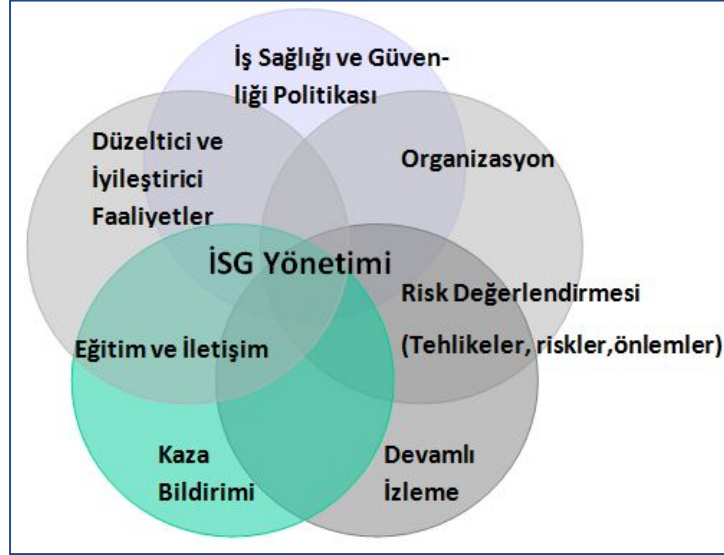 İş Sağlığı ve Güven-
liği Politikası
Düzeltici ve
İyileştirici
Faaliyetler
Organizasyon
İSG Yönetimi
Risk Değerlendirmesi
(Tehlikeler, riskler,önlemler)
Eğitim ve İletişim
Kaza
Bildirimi
Devamlı
İzleme